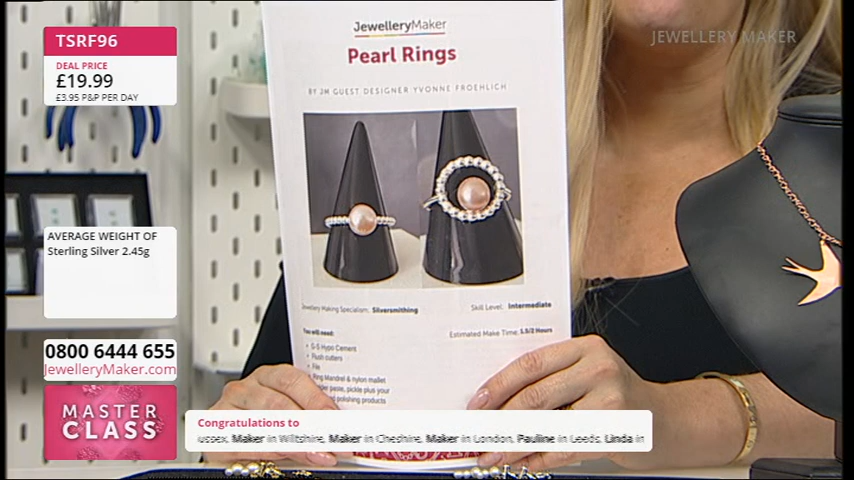 TSRF96
DEAL PRICE
£19.99
£3.95 P&P PER DAY
JEWELLERY MAKER
JewelleryMaker
Pearl Rings
BY JM GUEST DESIGNER YVONNE FROEHLICH
Jewellery Making Specialism: Silversmithing
Skill Level: Intermediate
Estimated Make Time: 1.5/2 Hours
You will need:
• G-S Hypo Cement
• Flush cutters
• File
• Ring Mandrel & nylon mallet
paste, pickle plus your
polishing products
AVERAGE WEIGHT OF
Sterling Silver 2.45g
0800 6444 655
JewelleryMaker.com
MASTER
CLASS
Congratulations to
Maker in Wiltshire, Maker in Cheshire, Maker in London, Pauline in Leeds, Linda in